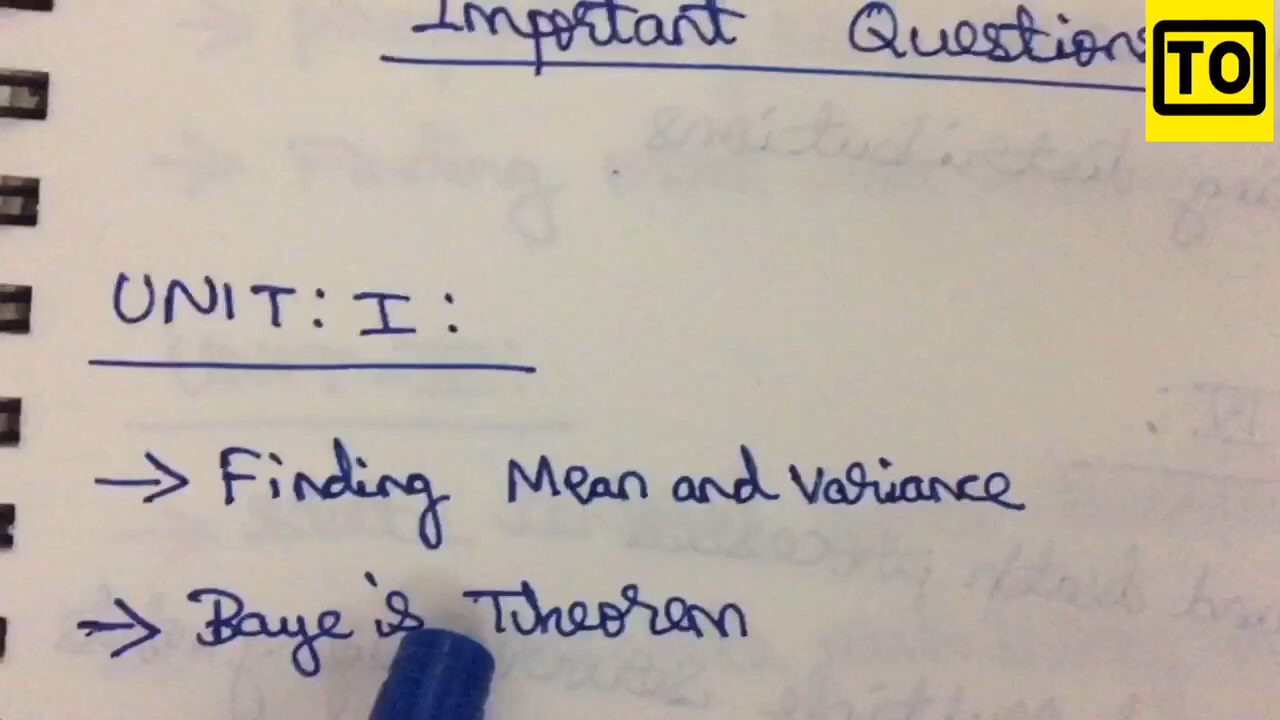 Important Questions
TO
UNIT: I:
→ Finding Mean and Variance
→ Baye's Theorem